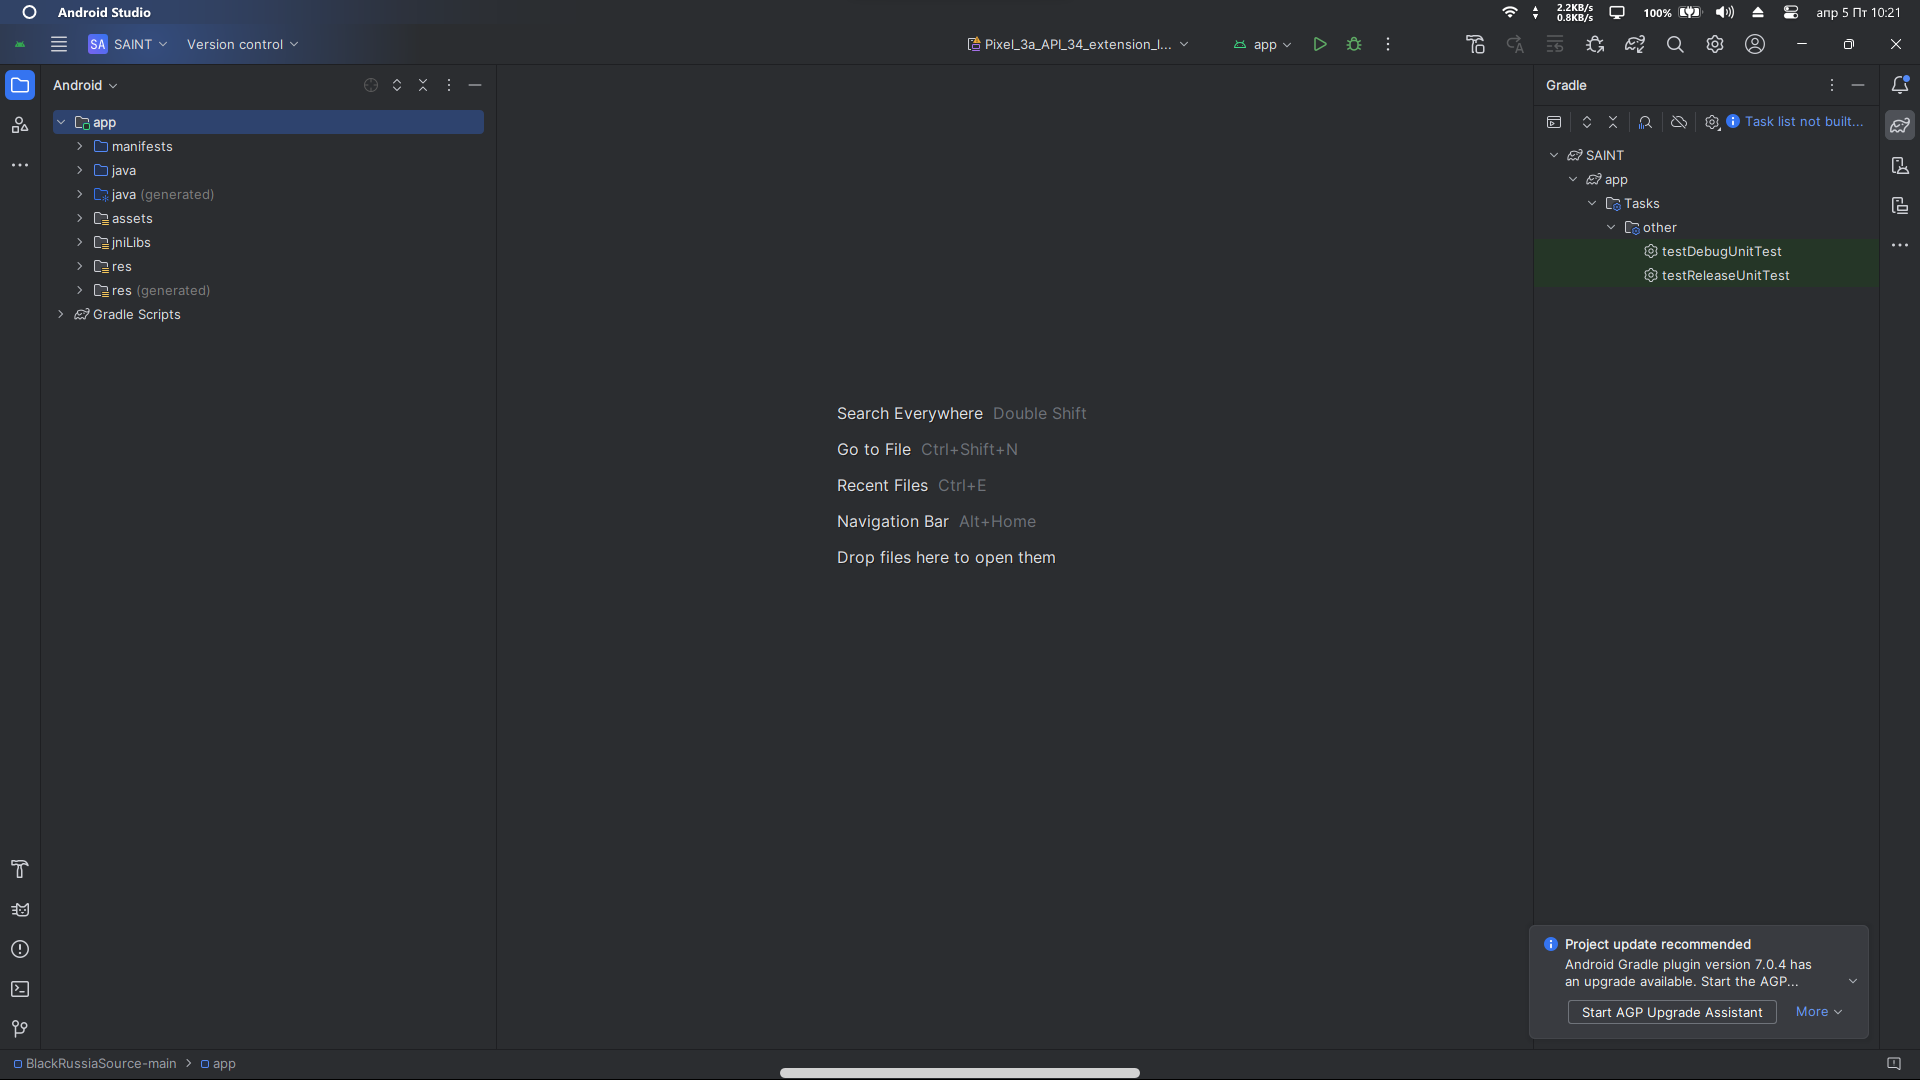 Android Studio
2.2KB/s
0.8KB/s
100%
апр 5 Пт 10:21
SA SAINT
Version control
Pixel_3a_API_34_extension_l...
app
Android
app
manifests
java
java (generated)
assets
jniLibs
res
res (generated)
Gradle Scripts
Search Everywhere Double Shift
Go to File Ctrl+Shift+N
Recent Files Ctrl+E
Navigation Bar Alt+Home
Drop files here to open them
Gradle
Task list not built...
SAINT
app
Tasks
other
testDebugUnitTest
testReleaseUnitTest
Project update recommended
Android Gradle plugin version 7.0.4 has
an upgrade available. Start the AGP...
Start AGP Upgrade Assistant
More
BlackRussiaSource-main > app